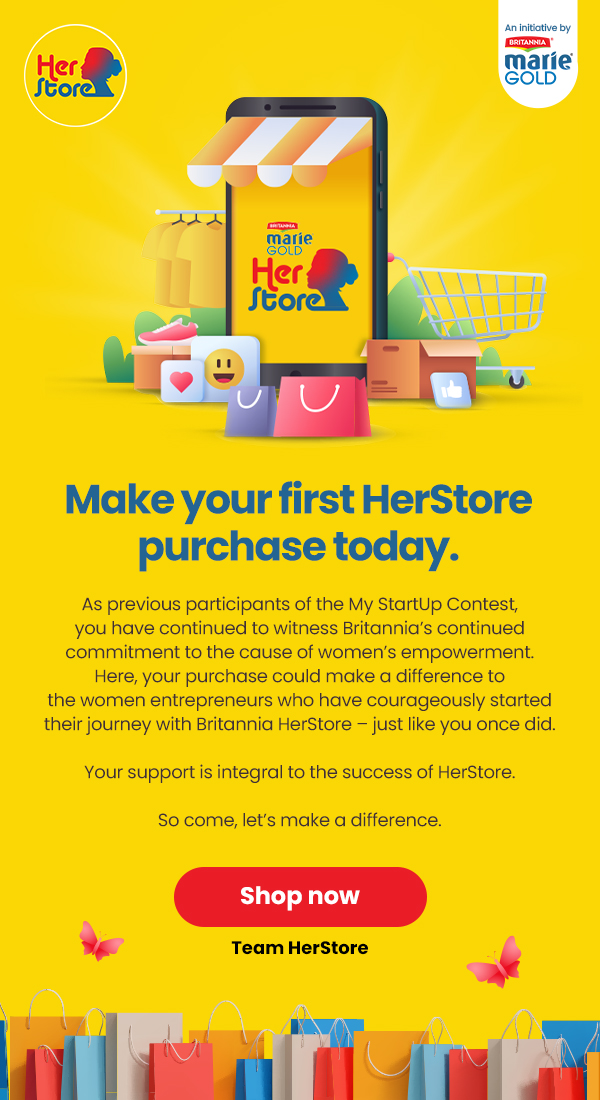 Her
Store
An initiative by
BRITANNIA
marie
GOLD
BRITANNIA
marie
GOLD
Her
Store
Make your first HerStore
purchase today.
As previous participants of the My StartUp Contest,
you have continued to witness Britannia’s continued
commitment to the cause of women’s empowerment.
Here, your purchase could make a difference to
the women entrepreneurs who have courageously started
their journey with Britannia HerStore – just like you once did.
Your support is integral to the success of HerStore.
So come, let’s make a difference.
Shop now
Team HerStore